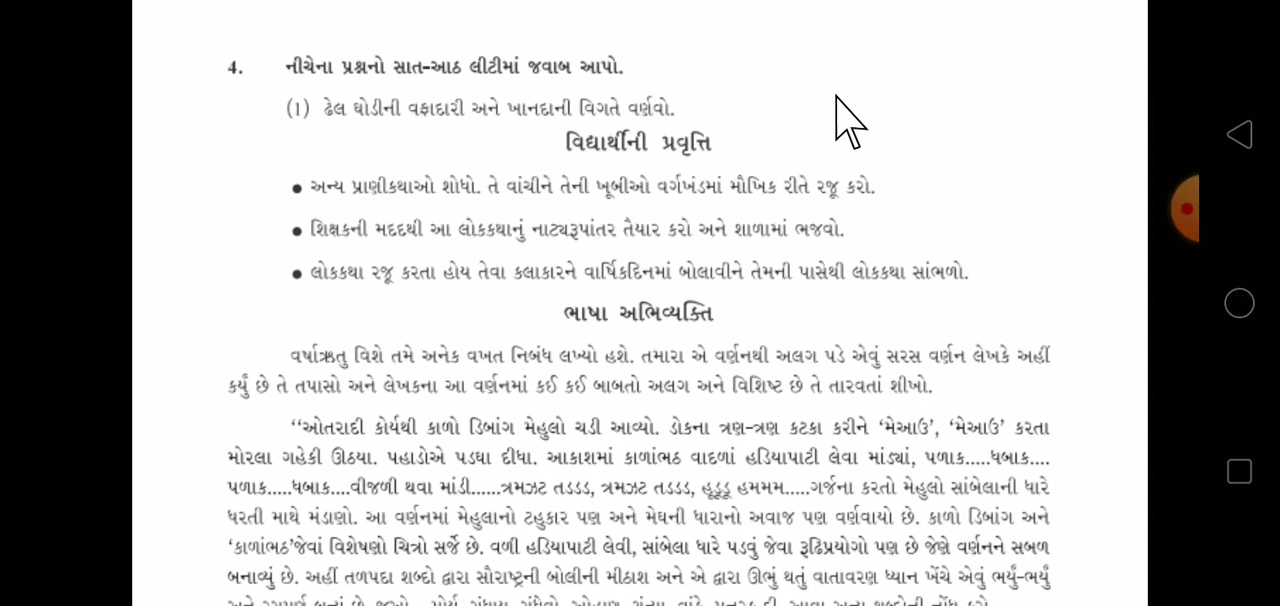 4. નીચેના પ્રશ્નનો સાત-આઠ લીટીમાં જવાબ આપો.
(1) ઢેલ ઘોડીની વફાદારી અને ખાનદાની વિગતે વર્ણવો.
વિદ્યાર્થીની પ્રવૃત્તિ
● અન્ય પ્રાણીકથાઓ શોધો. તે વાંચીને તેની ખૂબીઓ વર્ગખંડમાં મૌખિક રીતે રજૂ કરો.
● શિક્ષકની મદદથી આ લોકકથાનું નાટ્યરૂપાંતર તૈયાર કરો અને શાળામાં ભજવો.
● લોકકથા રજૂ કરતા હોય તેવા કલાકારને વાર્ષિકદિનમાં બોલાવીને તેમની પાસેથી લોકકથા સાંભળો.
ભાષા અભિવ્યક્તિ
વર્ષાઋતુ વિશે તમે અનેક વખત નિબંધ લખ્યો હશે. તમારા એ વર્ણનથી અલગ પડે એવું સરસ વર્ણન લેખકે અહીં
કર્યું છે તે તપાસો અને લેખકના આ વર્ણનમાં કઈ કઈ બાબતો અલગ અને વિશિષ્ટ છે તે તારવતાં શીખો.
‘‘ઓતરાદી કોર્યથી કાળો ડિબાંગ મેહુલો ચડી આવ્યો. ડોકના ત્રણ-ત્રણ કટકા કરીને ‘મેઆઉ’, ‘મેઆઉ’ કરતા
મોરલા ગહેકી ઊઠયા. પહાડોએ પડઘા દીધા. આકાશમાં કાળાંભઠ વાદળાં હડિયાપાટી લેવા માંડ્યાં, પળાક.....ધબાક....
પળાક.....ધબાક....વીજળી થવા માંડી......ત્રમઝટ તડડડ, ત્રમઝટ તડડડ, હૂડૂડૂ હમમમ.....ગર્જના કરતો મેહુલો સાંબેલાની ધારે
ધરતી માથે મંડાણો. આ વર્ણનમાં મેહુલાનો ટહુકાર પણ અને મેઘની ધારાનો અવાજ પણ વર્ણવાયો છે. કાળો ડિબાંગ અને
‘કાળાંભઠ’જેવાં વિશેષણો ચિત્રો સર્જે છે. વળી હડિયાપાટી લેવી, સાંબેલા ધારે પડવું જેવા રૂઢિપ્રયોગો પણ છે જેણે વર્ણનને સબળ
બનાવ્યું છે. અહીં તળપદા શબ્દો દ્વારા સૌરાષ્ટ્રની બોલીની મીઠાશ અને એ દ્વારા ઊભું થતું વાતાવરણ ધ્યાન ખેંચે એવું ભર્યું-ભર્યું